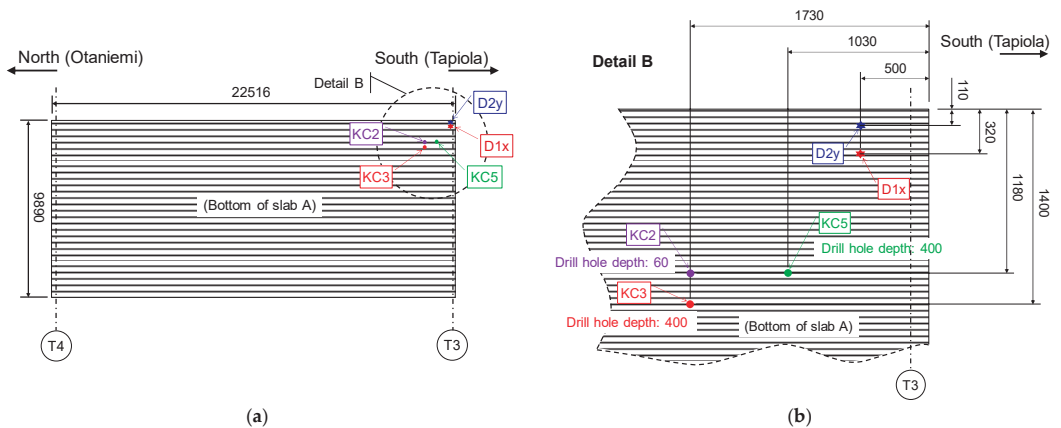 North (Otaniemi)
South (Tapiola)
Detail B
22516
D2y
KC2
D1x
KC3
KC5
9890
(Bottom of slab A)
T4
T3
(a)
1730
1030
South (Tapiola)
Detail B
500
110
320
D2y
D1x
1180
1400
KC5
KC2
Drill hole depth: 400
Drill hole depth: 60
KC3
Drill hole depth: 400
(Bottom of slab A)
T3
(b)